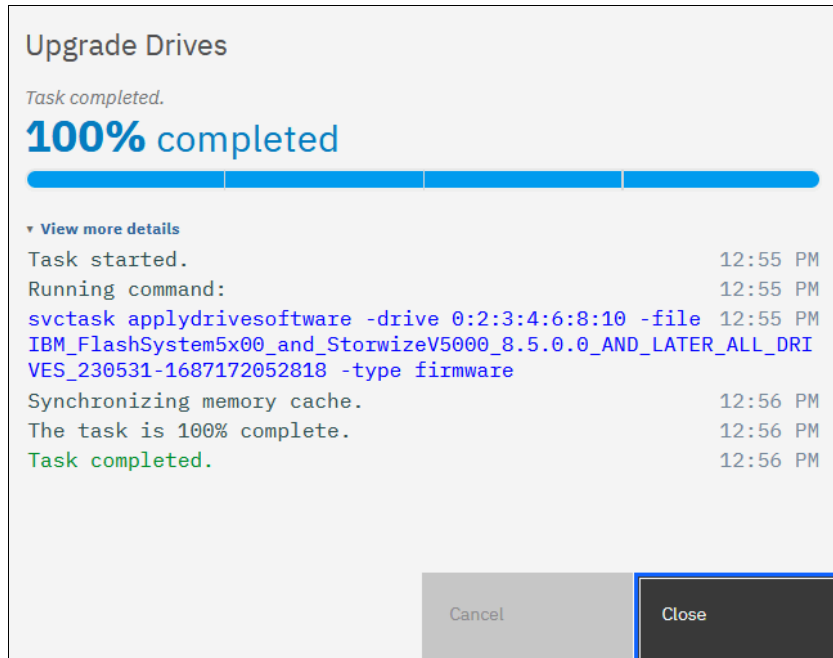 Upgrade Drives
Task completed.
100% completed
▾ View more details
Task started. 12:55 PM
Running command: 12:55 PM
svctask applydrivesoftware -drive 0:2:3:4:6:8:10 -file 12:55 PM
IBM_FlashSystem5x00_and_StorwizeV5000_8.5.0.0_AND_LATER_ALL_DRI
VES_230531-1687172052818 -type firmware
Synchronizing memory cache. 12:56 PM
The task is 100% complete. 12:56 PM
Task completed. 12:56 PM
Cancel Close